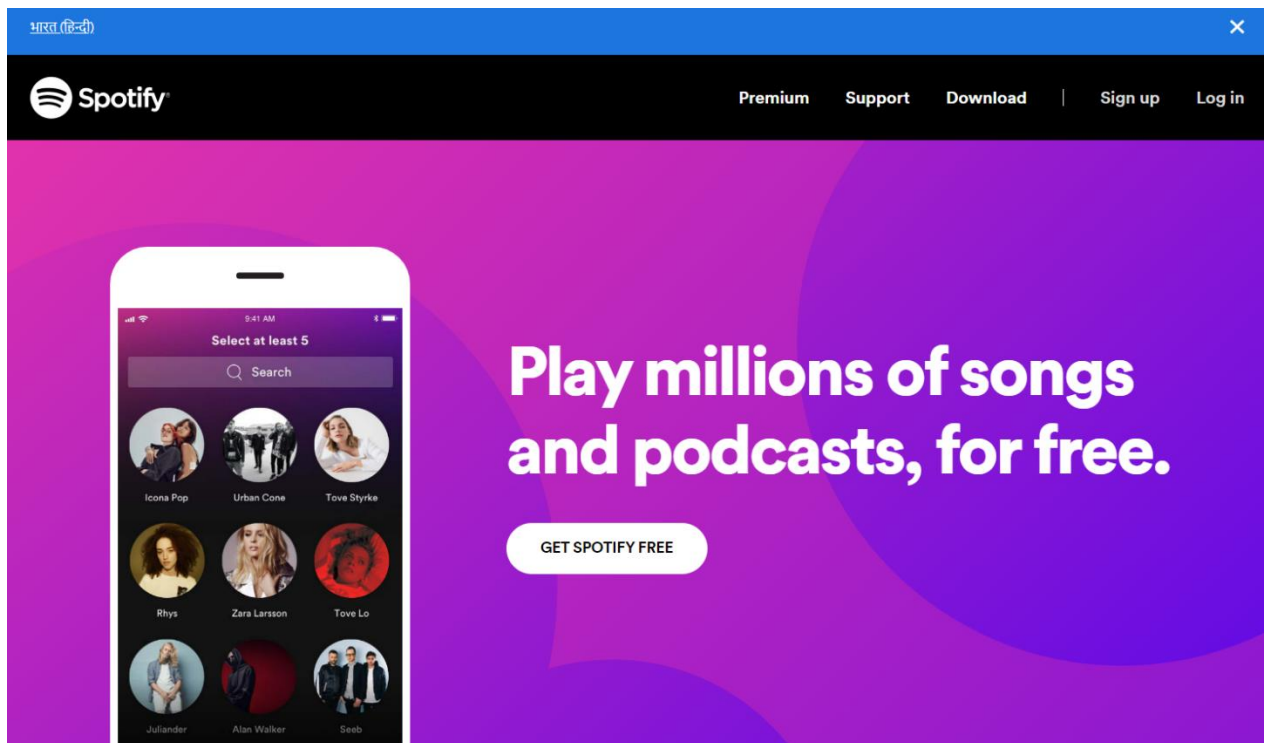 भारत (हिन्दी)
Spotify
Premium Support Download | Sign up Log in
9:41 AM
Select at least 5
Search
Icona Pop Urban Cone Tove Styrke
Rhys Zara Larsson Tove Lo
Juliander Alan Walker Seeb
Play millions of songs
and podcasts, for free.
GET SPOTIFY FREE